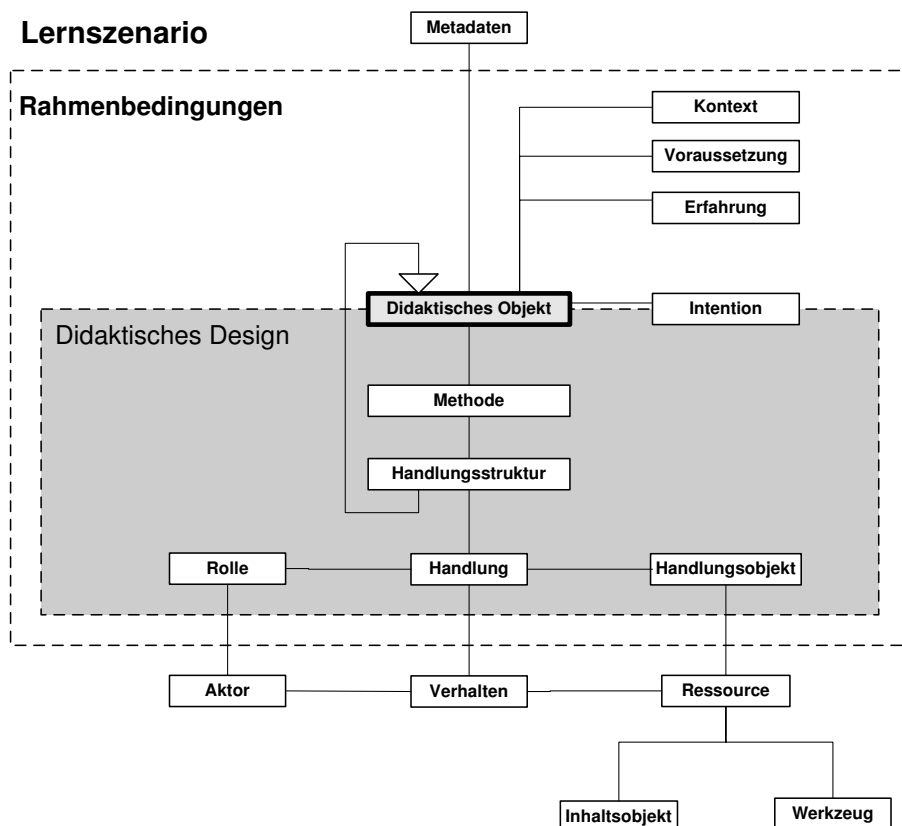 Lernszenario
Metadaten
Rahmenbedingungen
Kontext
Voraussetzung
Erfahrung
Didaktisches Objekt
Intention
Didaktisches Design
Methode
Handlungsstruktur
Rolle
Handlung
Handlungsobjekt
Aktor
Verhalten
Ressource
Inhaltsobjekt
Werkzeug